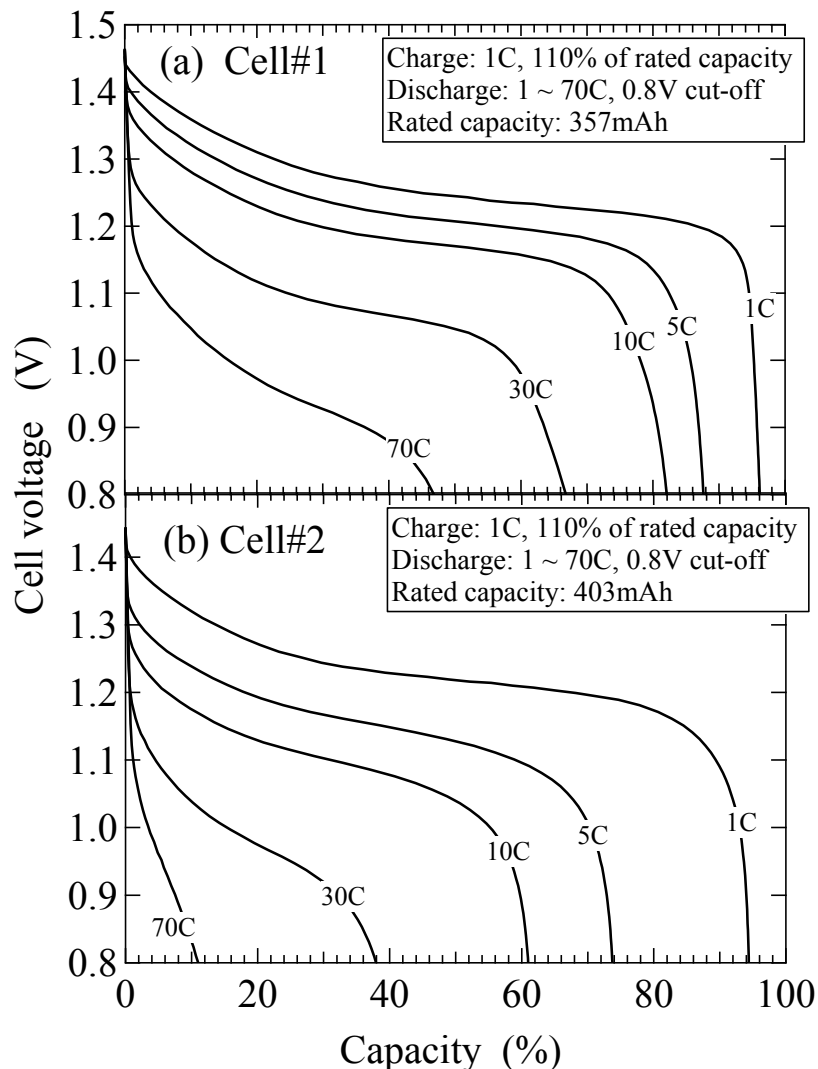 1.5
(a) Cell#1
Charge: 1C, 110% of rated capacity
Discharge: 1 ~ 70C, 0.8V cut-off
Rated capacity: 357mAh
1.4
1.3
1.2
1.1
1.0
0.9
0.8
1C
5C
10C
30C
70C
(b) Cell#2
Charge: 1C, 110% of rated capacity
Discharge: 1 ~ 70C, 0.8V cut-off
Rated capacity: 403mAh
1.4
1.3
1.2
1.1
1.0
0.9
0.8
1C
5C
10C
30C
70C
Cell voltage (V)
0 20 40 60 80 100
Capacity (%)